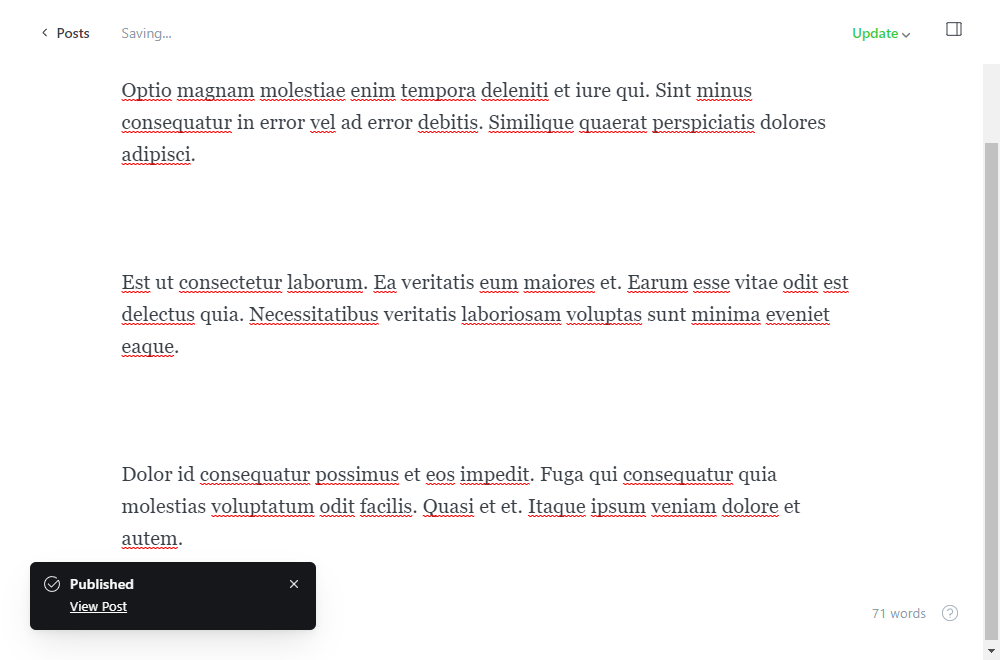 Posts
Saving...
Update
Optio magnam molestiae enim tempora deleniti et iure qui. Sint minus
consequatur in error vel ad error debitis. Similique quaerat perspiciatis dolores
adipisci.
Est ut consectetur laborum. Ea veritatis eum maiores et. Earum esse vitae odit est
delectus quia. Necessitatibus veritatis laboriosam voluptas sunt minima eveniet
eaque.
Dolor id consequatur possimus et eos impedit. Fuga qui consequatur quia
molestias voluptatum odit facilis. Quasi et et. Itaque ipsum veniam dolore et
autem.
Published
View Post
71 words
?